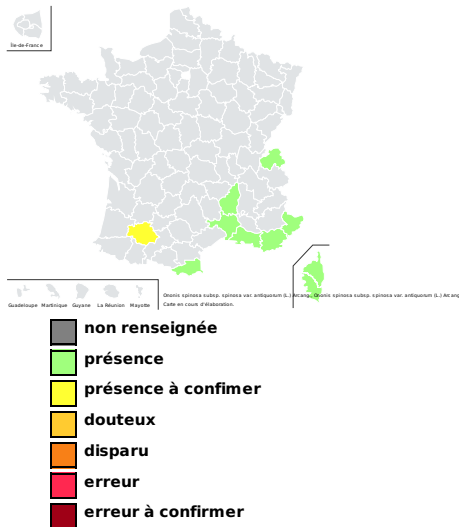 Île-de-France
Guadeloupe Martinique Guyane La Réunion Mayotte
Ononis spinosa subsp. spinosa var. antiquorum (L.) Arcang., Ononis spinosa subsp. spinosa var. antiquorum (L.) Arcang
Carte en cours d'élaboration.
non renseignée
présence
présence à confimer
douteux
disparu
erreur
erreur à confirmer